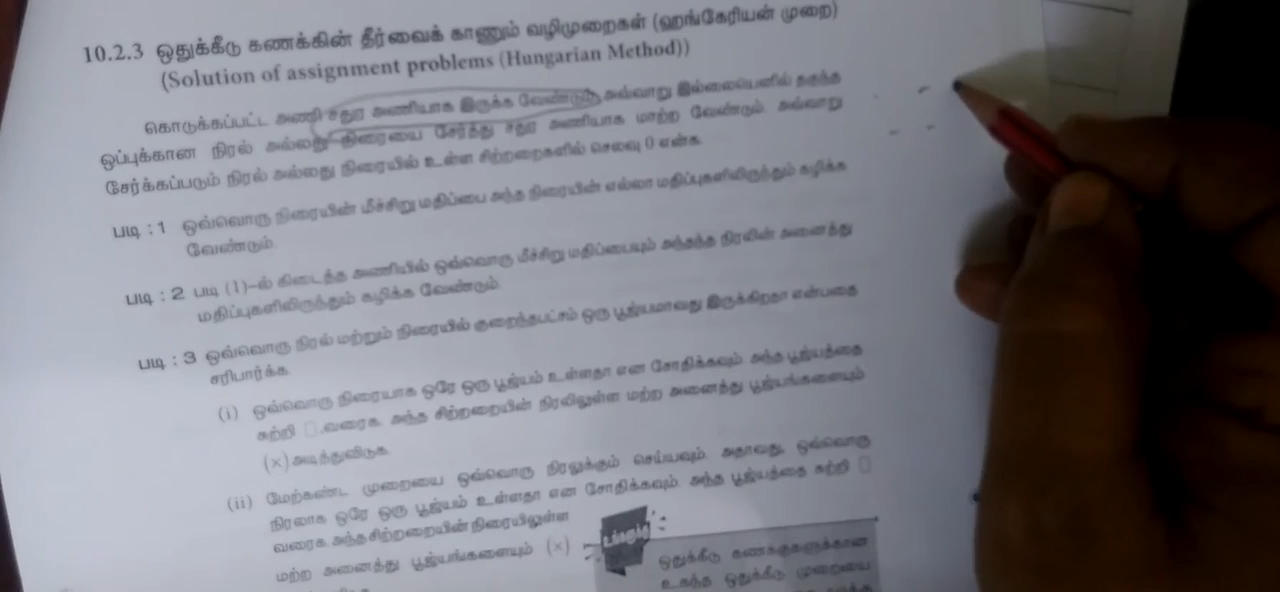 10.2.3 ஒதுக்கீடு கணக்கின் தீர்வைக் காணும் வழிமுறைகள் (ஹங்கேரியன் முறை)
(Solution of assignment problems (Hungarian Method))
கொடுக்கப்பட்ட அணி சதுர அணியாக இருக்க வேண்டும். அவ்வாறு இல்லையெனில் தகுந்த
ஒப்புக்கான நிரல் அல்லது நிரையை சேர்த்து சதுர அணியாக மாற்ற வேண்டும். அவ்வாறு
சேர்க்கப்படும் நிரல் அல்லது நிரையில் உள்ள சிற்றறைகளில் செலவு 0 என்க.
படி : 1 ஒவ்வொரு நிரையின் மீச்சிறு மதிப்பை அந்த நிரையின் எல்லா மதிப்புகளிலிருந்தும் கழிக்க
வேண்டும்.
படி : 2 படி (1)-ல் கிடைத்த அணியில் ஒவ்வொரு மீச்சிறு மதிப்பையும் அந்தந்த நிரலின் அனைத்து
மதிப்புகளிலிருந்தும் கழிக்க வேண்டும்.
படி : 3 ஒவ்வொரு நிரல் மற்றும் நிரையில் குறைந்தபட்சம் ஒரு பூஜ்யமாவது இருக்கிறதா என்பதை
சரிபார்க்க.
(i) ஒவ்வொரு நிரையாக ஒரே ஒரு பூஜ்யம் உள்ளதா என சோதிக்கவும். அந்த பூஜ்யத்தை
சுற்றி □ வரைக. அந்த சிற்றறையின் நிரலிலுள்ள மற்ற அனைத்து பூஜ்யங்களையும்
(×) அடித்துவிடுக.
(ii) மேற்கண்ட முறையை ஒவ்வொரு நிரலுக்கும் செய்யவும். அதாவது, ஒவ்வொரு
நிரலாக ஒரே ஒரு பூஜ்யம் உள்ளதா என சோதிக்கவும். அந்த பூஜ்யத்தை சுற்றி □
வரைக. அந்த சிற்றறையின் நிரையிலுள்ள
மற்ற அனைத்து பூஜ்யங்களையும் (×)
ஒதுக்கீடு கணக்குகளுக்கான
உகந்த ஒதுக்கீடு முறையை